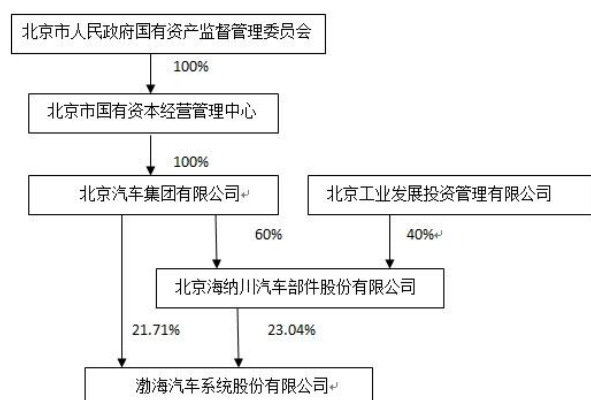 北京市人民政府国有资产监督管理委员会
100%
北京市国有资本经营管理中心
100%
北京汽车集团有限公司
北京工业发展投资管理有限公司
60%
40%
北京海纳川汽车部件股份有限公司
21.71%
23.04%
渤海汽车系统股份有限公司